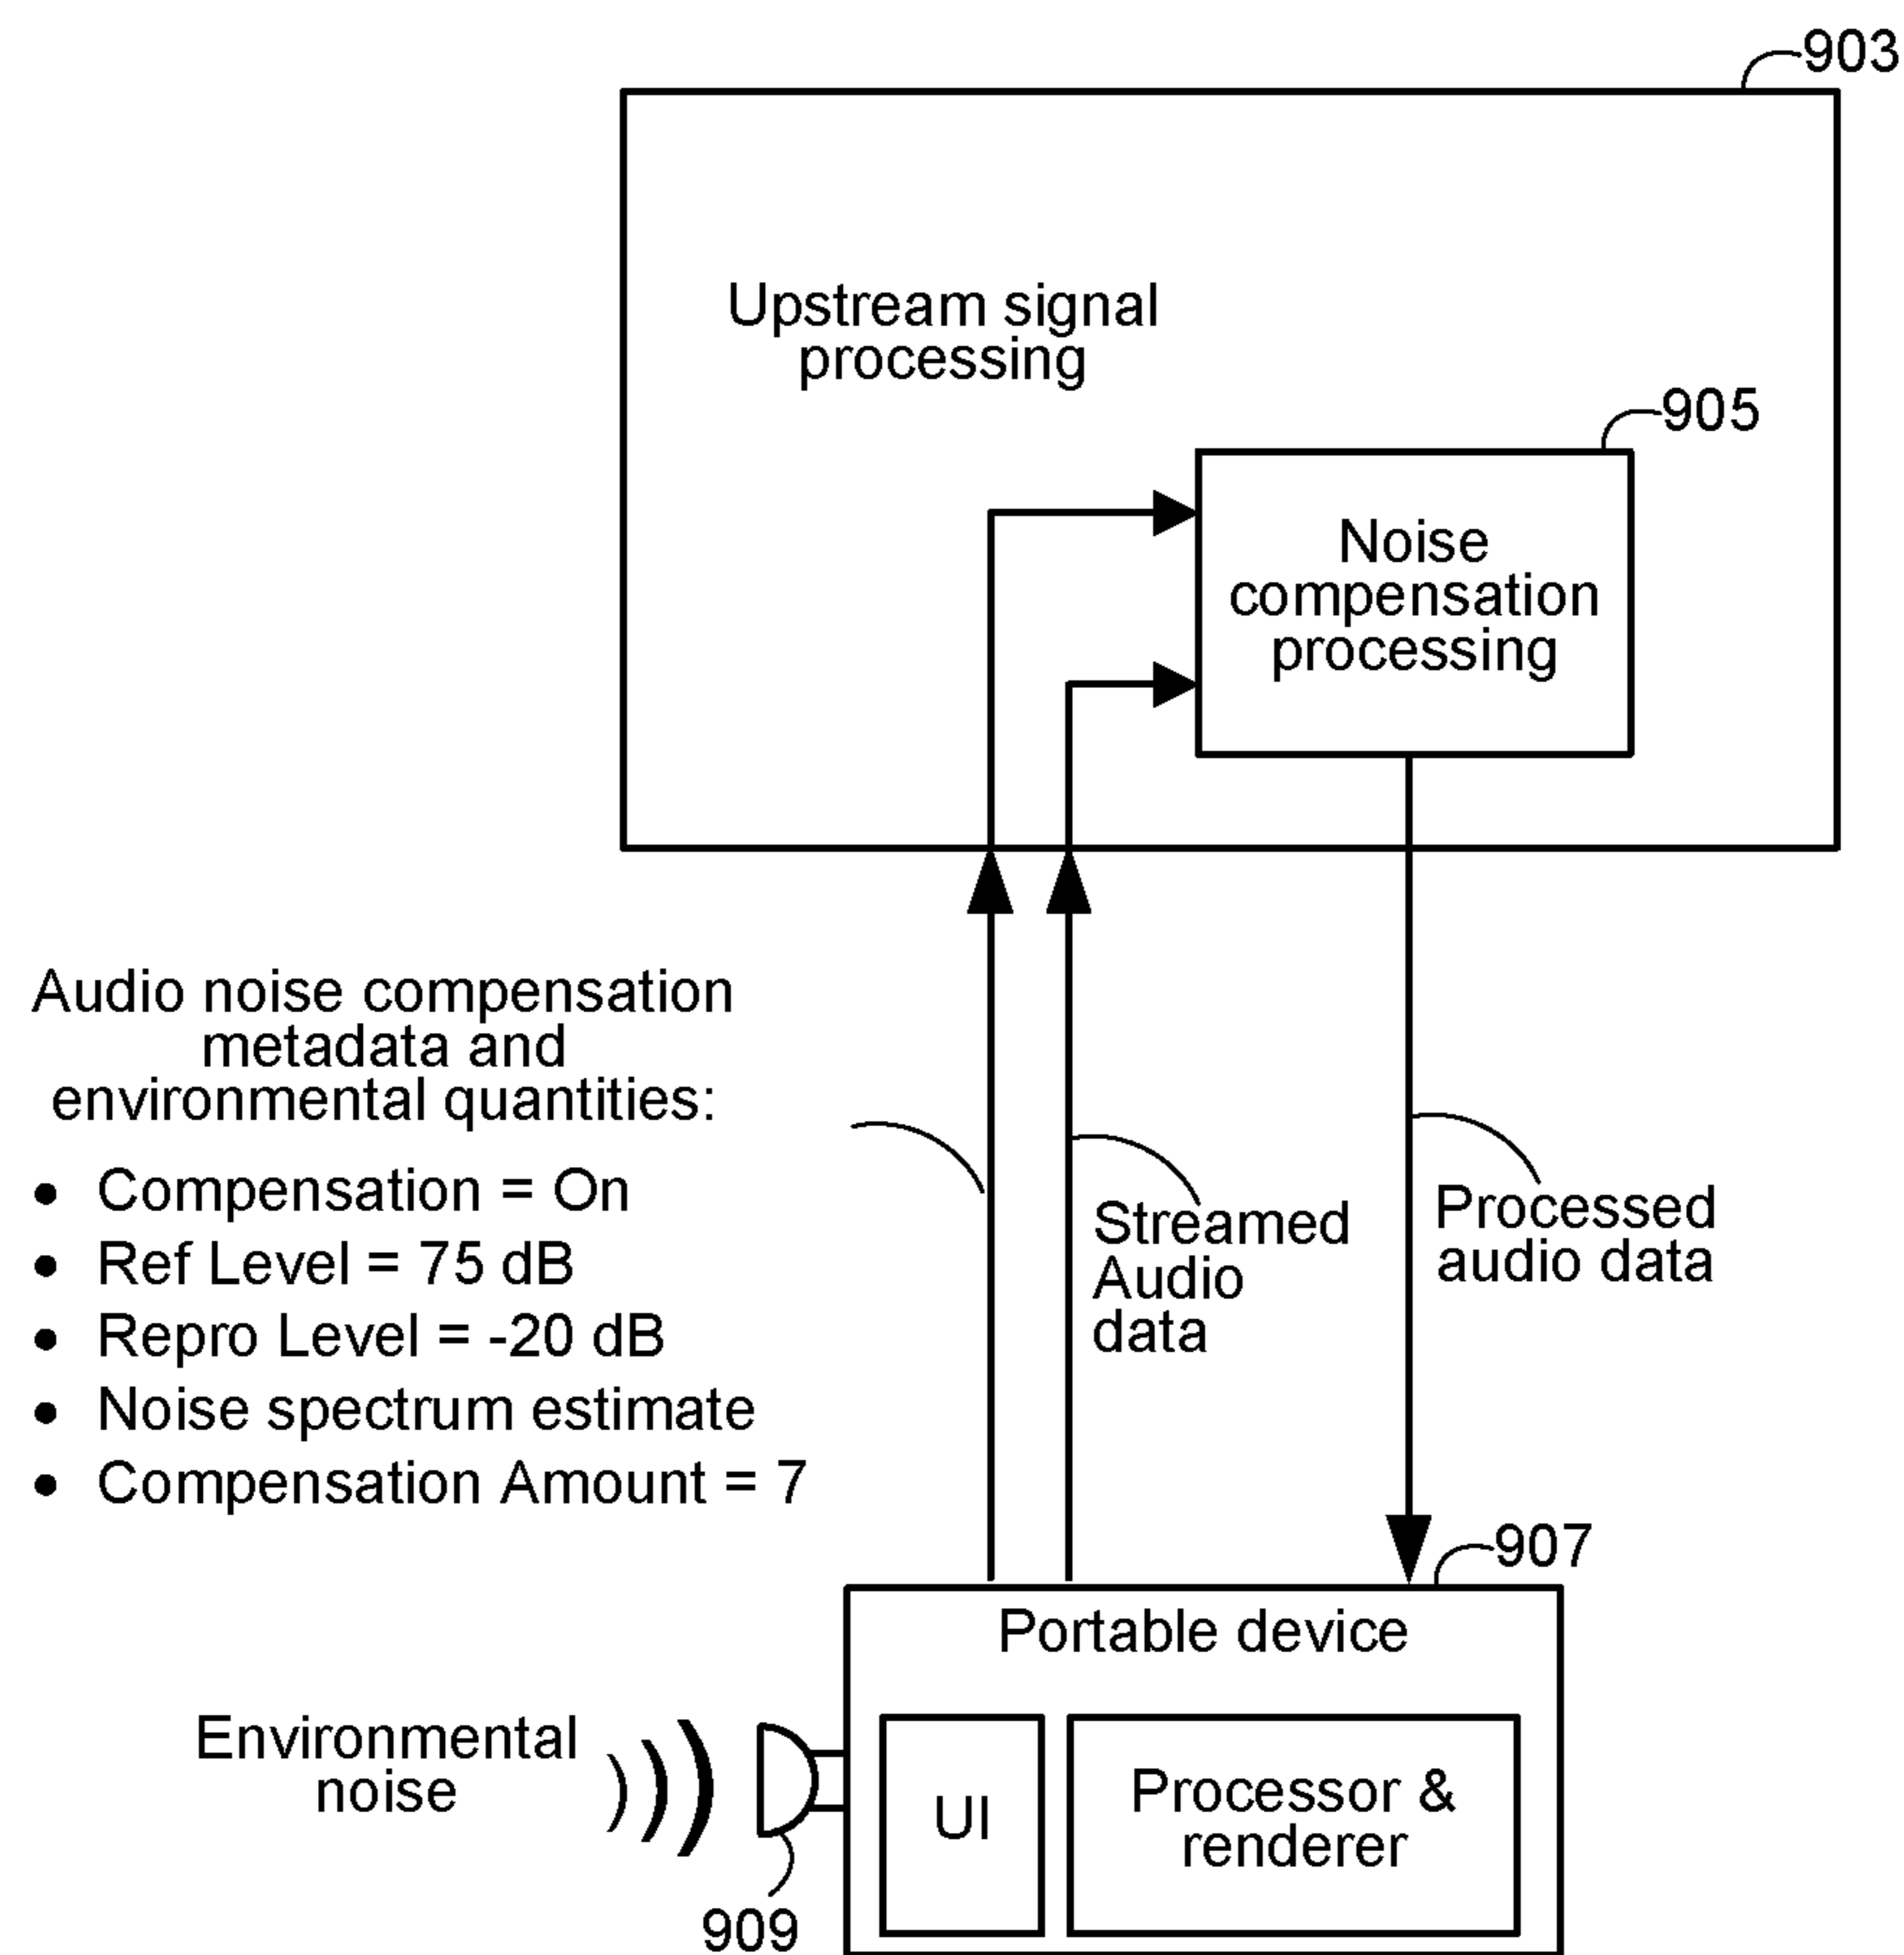 903
Upstream signal
processing
905
Noise
compensation
processing
Audio noise compensation
metadata and
environmental quantities:
• Compensation = On
• Ref Level = 75 dB
• Repro Level = -20 dB
• Noise spectrum estimate
• Compensation Amount = 7
Streamed
Audio
data
Processed
audio data
907
Portable device
Environmental
noise
UI
Processor &
renderer
909